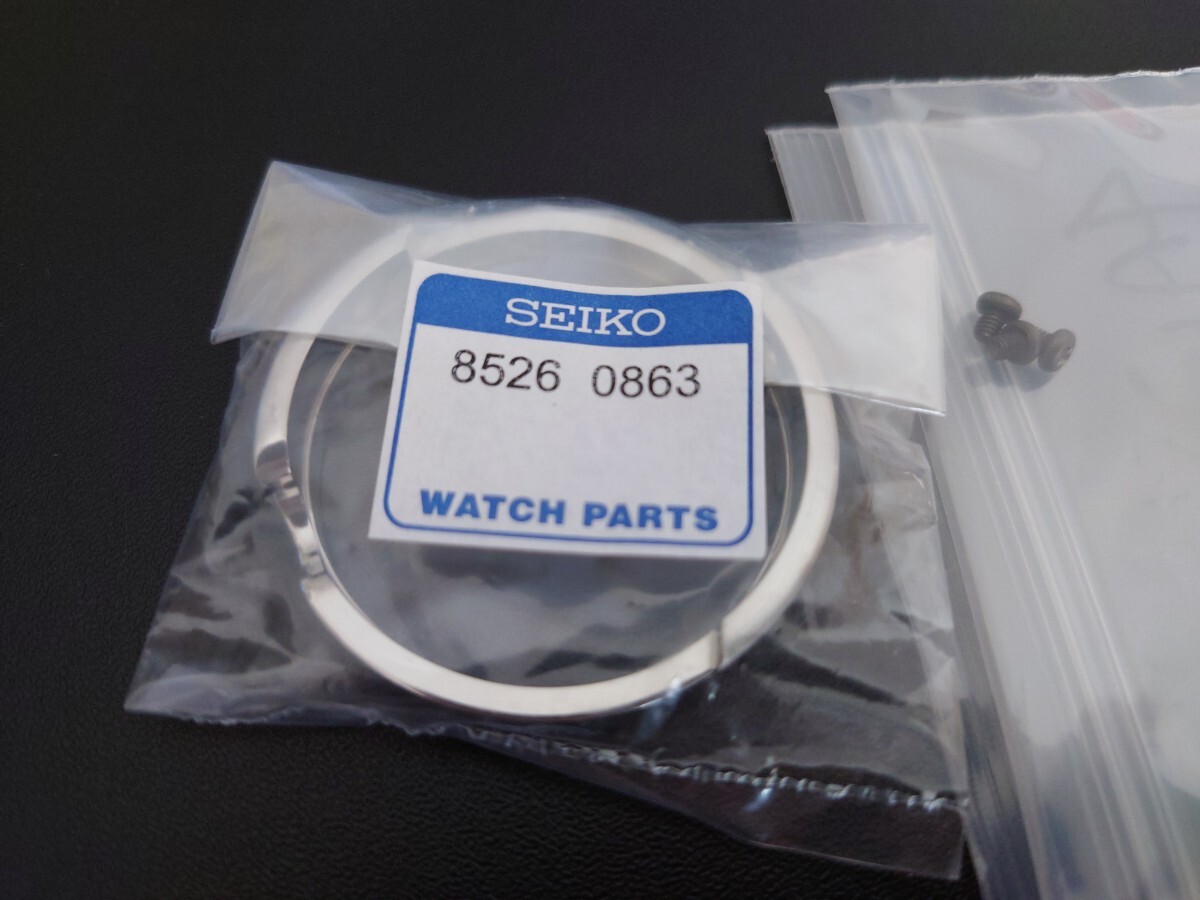 SEIKO
8526 0863
WATCH PARTS